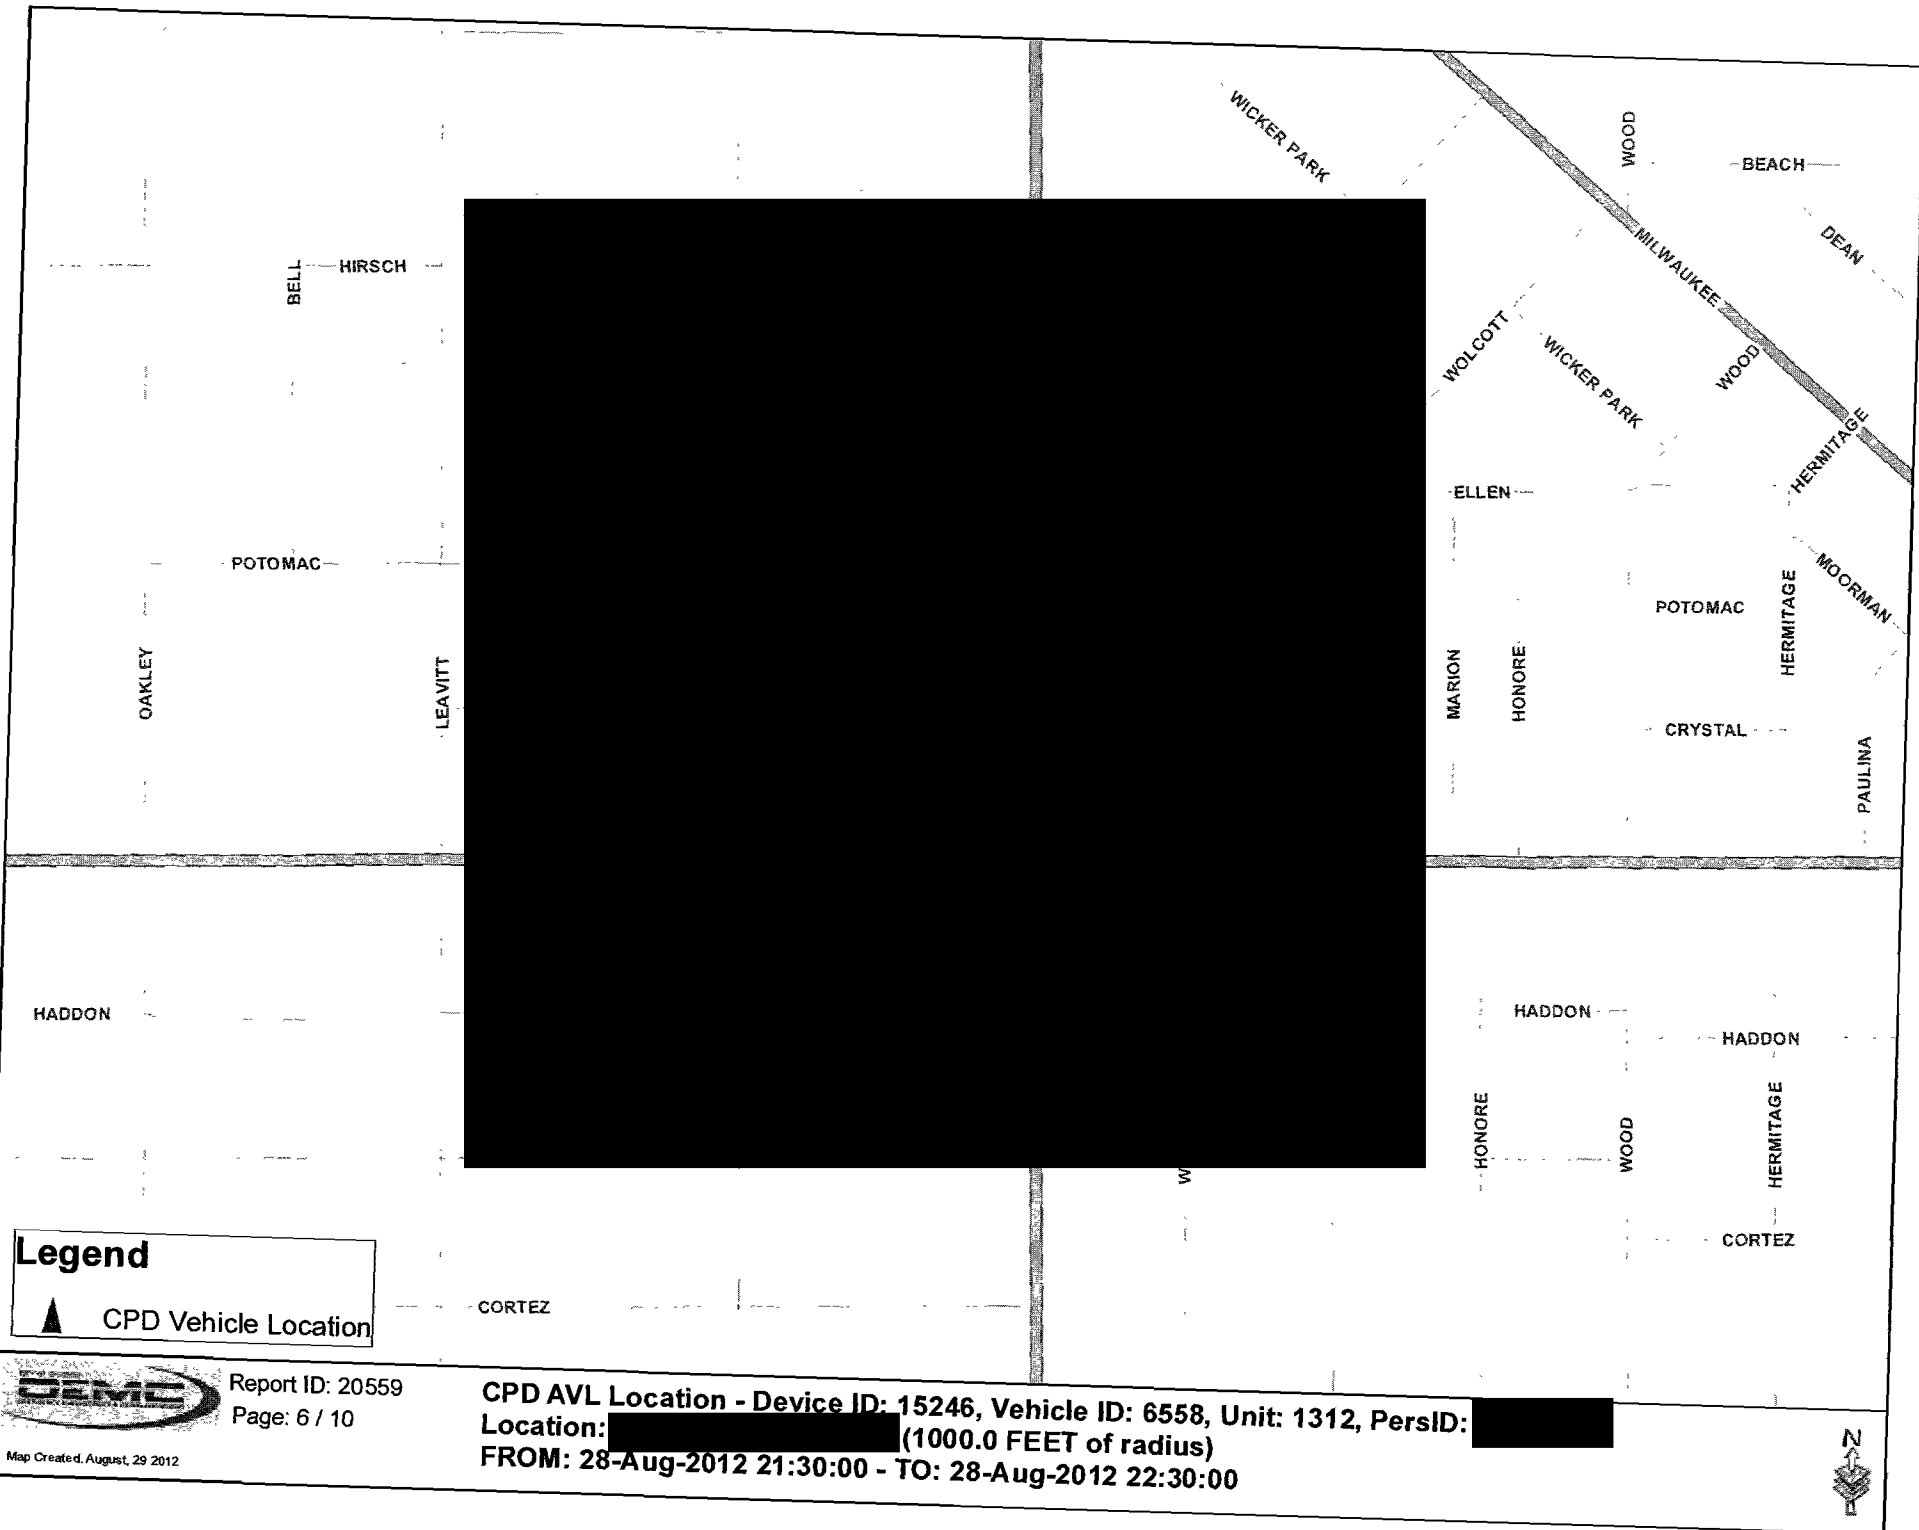 WICKER PARK
WOOD
BEACH
DEAN
MILWAUKEE
BELL
HIRSCH
WOLCOTT
WICKER PARK
WOOD
HERMITAGE
ELLEN
POTOMAC
MOORMAN
POTOMAC
HERMITAGE
OAKLEY
LEAVITT
MARION
HONORE
CRYSTAL
PAULINA
HADDON
HADDON
HADDON
HONORE
WOOD
HERMITAGE
W
CORTEZ
CORTEZ
Legend
CPD Vehicle Location
OEMC
Report ID: 20559
Page: 6 / 10
Map Created. August, 29 2012
CPD AVL Location - Device ID: 15246, Vehicle ID: 6558, Unit: 1312, PersID:
Location: (1000.0 FEET of radius)
FROM: 28-Aug-2012 21:30:00 - TO: 28-Aug-2012 22:30:00
N